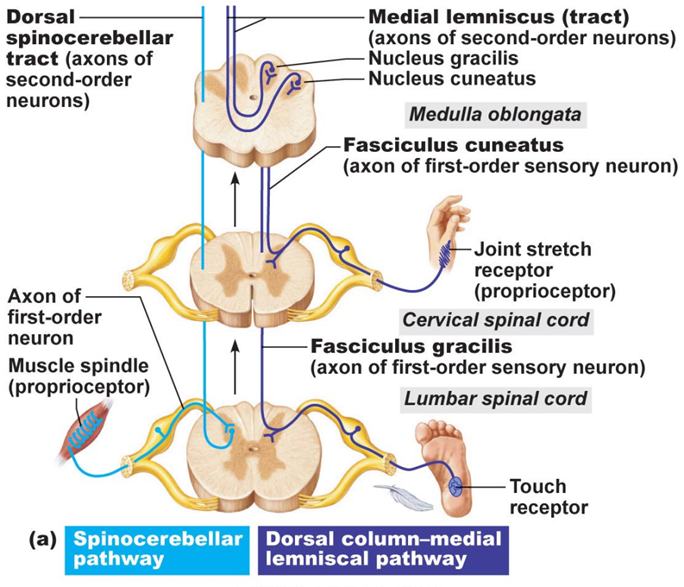 Dorsal
spinocerebellar
tract (axons of
second-order
neurons)
Medial lemniscus (tract)
(axons of second-order neurons)
Nucleus gracilis
Nucleus cuneatus
Medulla oblongata
Fasciculus cuneatus
(axon of first-order sensory neuron)
Joint stretch
receptor
(proprioceptor)
Cervical spinal cord
Axon of
first-order
neuron
Muscle spindle
(proprioceptor)
Fasciculus gracilis
(axon of first-order sensory neuron)
Lumbar spinal cord
Touch
receptor
(a) Spinocerebellar
pathway
Dorsal column–medial
lemniscal pathway